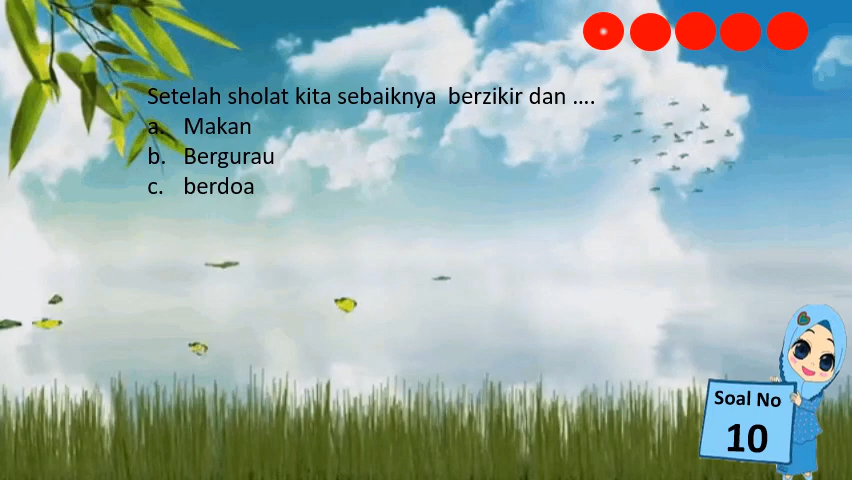 Setelah sholat kita sebaiknya berzikir dan ....
a. Makan
b. Bergurau
c. berdoa
Soal No
10